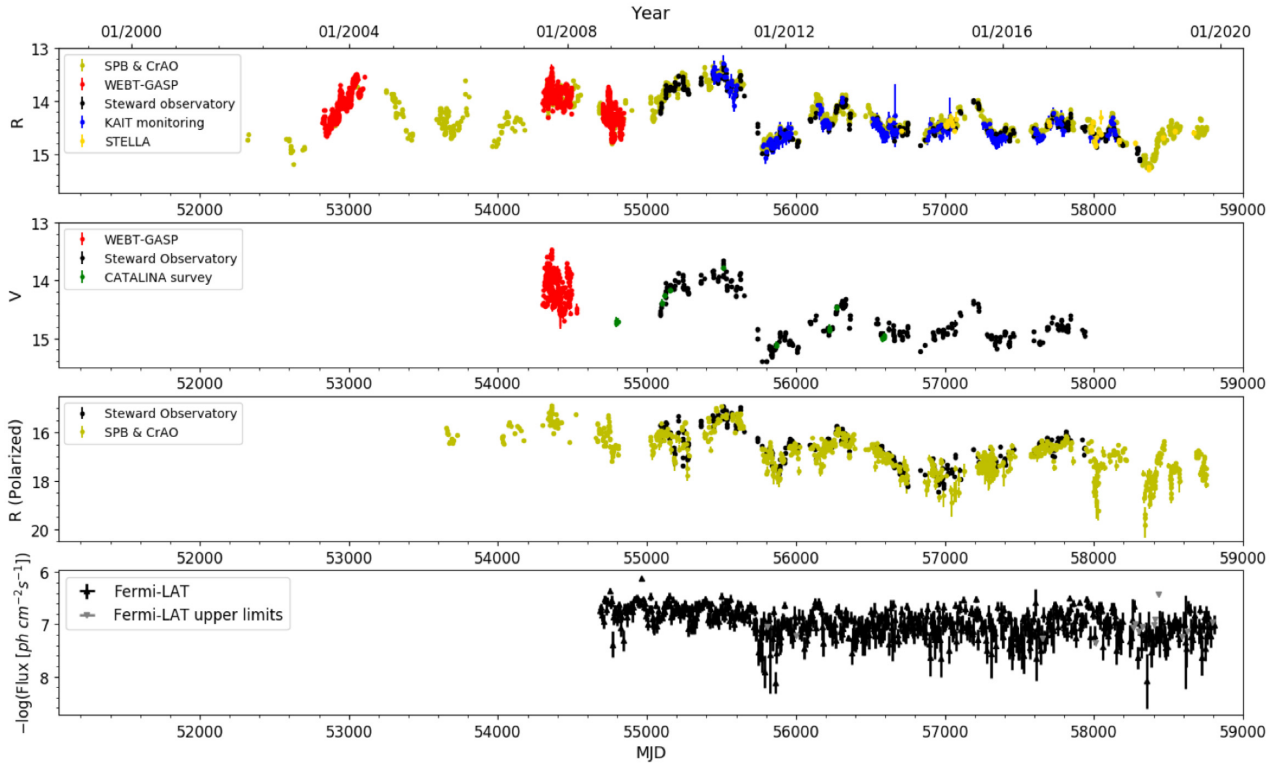 Year
01/2000 01/2004 01/2008 01/2012 01/2016 01/2020
13
14
15
R
SPB & CrAO
WEBT-GASP
Steward observatory
KAIT monitoring
STELLA
52000 53000 54000 55000 56000 57000 58000 59000
13
14
15
V
WEBT-GASP
Steward Observatory
CATALINA survey
52000 53000 54000 55000 56000 57000 58000 59000
16
18
20
R (Polarized)
Steward Observatory
SPB & CrAO
52000 53000 54000 55000 56000 57000 58000 59000
6
7
8
−log(Flux [ph cm⁻²s⁻¹])
Fermi-LAT
Fermi-LAT upper limits
52000 53000 54000 55000 56000 57000 58000 59000
MJD